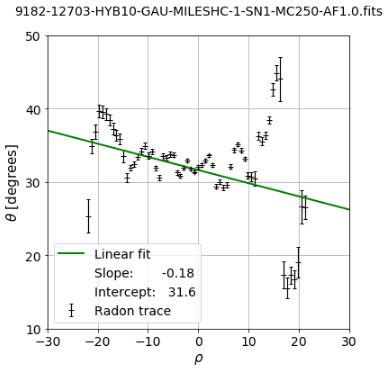 9182-12703-HYB10-GAU-MILESHC-1-SN1-MC250-AF1.0.fits
50
40
30
20
10
θ [degrees]
Linear fit
Slope: -0.18
Intercept: 31.6
Radon trace
−30 −20 −10 0 10 20 30
ρ